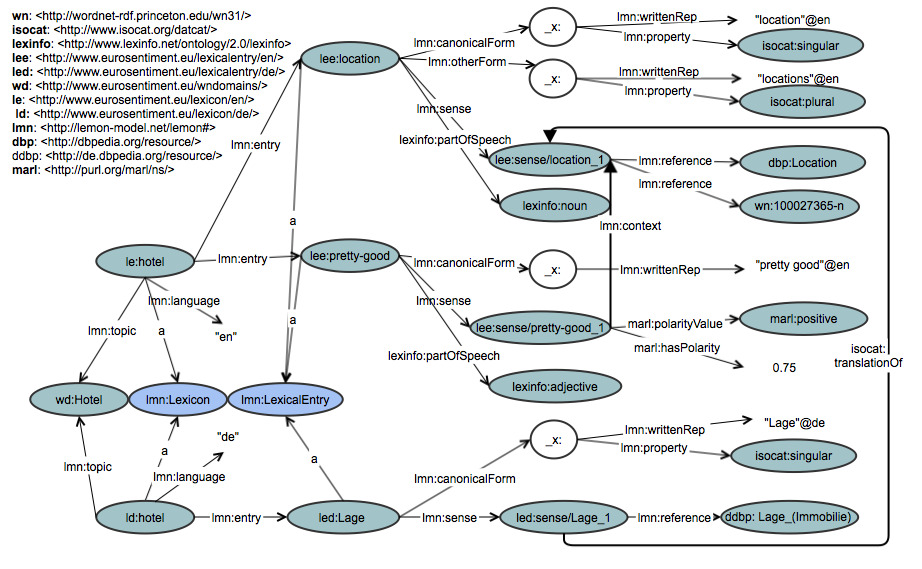 wn: <http://wordnet-rdf.princeton.edu/wn31/>
isocat: <http://www.isocat.org/datcat/>
lexinfo: <http://www.lexinfo.net/ontology/2.0/lexinfo>
lee: <http://www.eurosentiment.eu/lexicalentry/en/>
led: <http://www.eurosentiment.eu/lexicalentry/de/>
wd: <http://www.eurosentiment.eu/wndomains/>
le: <http://www.eurosentiment.eu/lexicon/en/>
ld: <http://www.eurosentiment.eu/lexicon/de/>
lmn: <http://lemon-model.net/lemon#>
dbp: <http://dbpedia.org/resource/>
ddbp: <http://de.dbpedia.org/resource/>
marl: <http://purl.org/marl/ns/>
lee:location
lmn:canonicalForm
_x:
lmn:writtenRep
"location"@en
lmn:property
isocat:singular
lmn:otherForm
_x:
lmn:writtenRep
"locations"@en
lmn:property
isocat:plural
lmn:sense
lexinfo:partOfSpeech
lmn:entry
lee:sense/location_1
lmn:reference
dbp:Location
lmn:reference
lexinfo:noun
wn:100027365-n
a
lmn:context
le:hotel
lmn:entry
lee:pretty-good
lmn:canonicalForm
_x:
lmn:writtenRep
"pretty good"@en
lmn:language
lmn:sense
"en"
lmn:topic
a
a
lee:sense/pretty-good_1
marl:polarityValue
marl:positive
marl:hasPolarity
0.75
isocat:
translationOf
lexinfo:partOfSpeech
lexinfo:adjective
wd:Hotel
lmn:Lexicon
lmn:LexicalEntry
"de"
lmn:topic
a
lmn:language
a
_x:
lmn:writtenRep
"Lage"@de
lmn:property
isocat:singular
lmn:canonicalForm
ld:hotel
lmn:entry
led:Lage
lmn:sense
led:sense/Lage_1
lmn:reference
ddbp: Lage_(Immobilie)